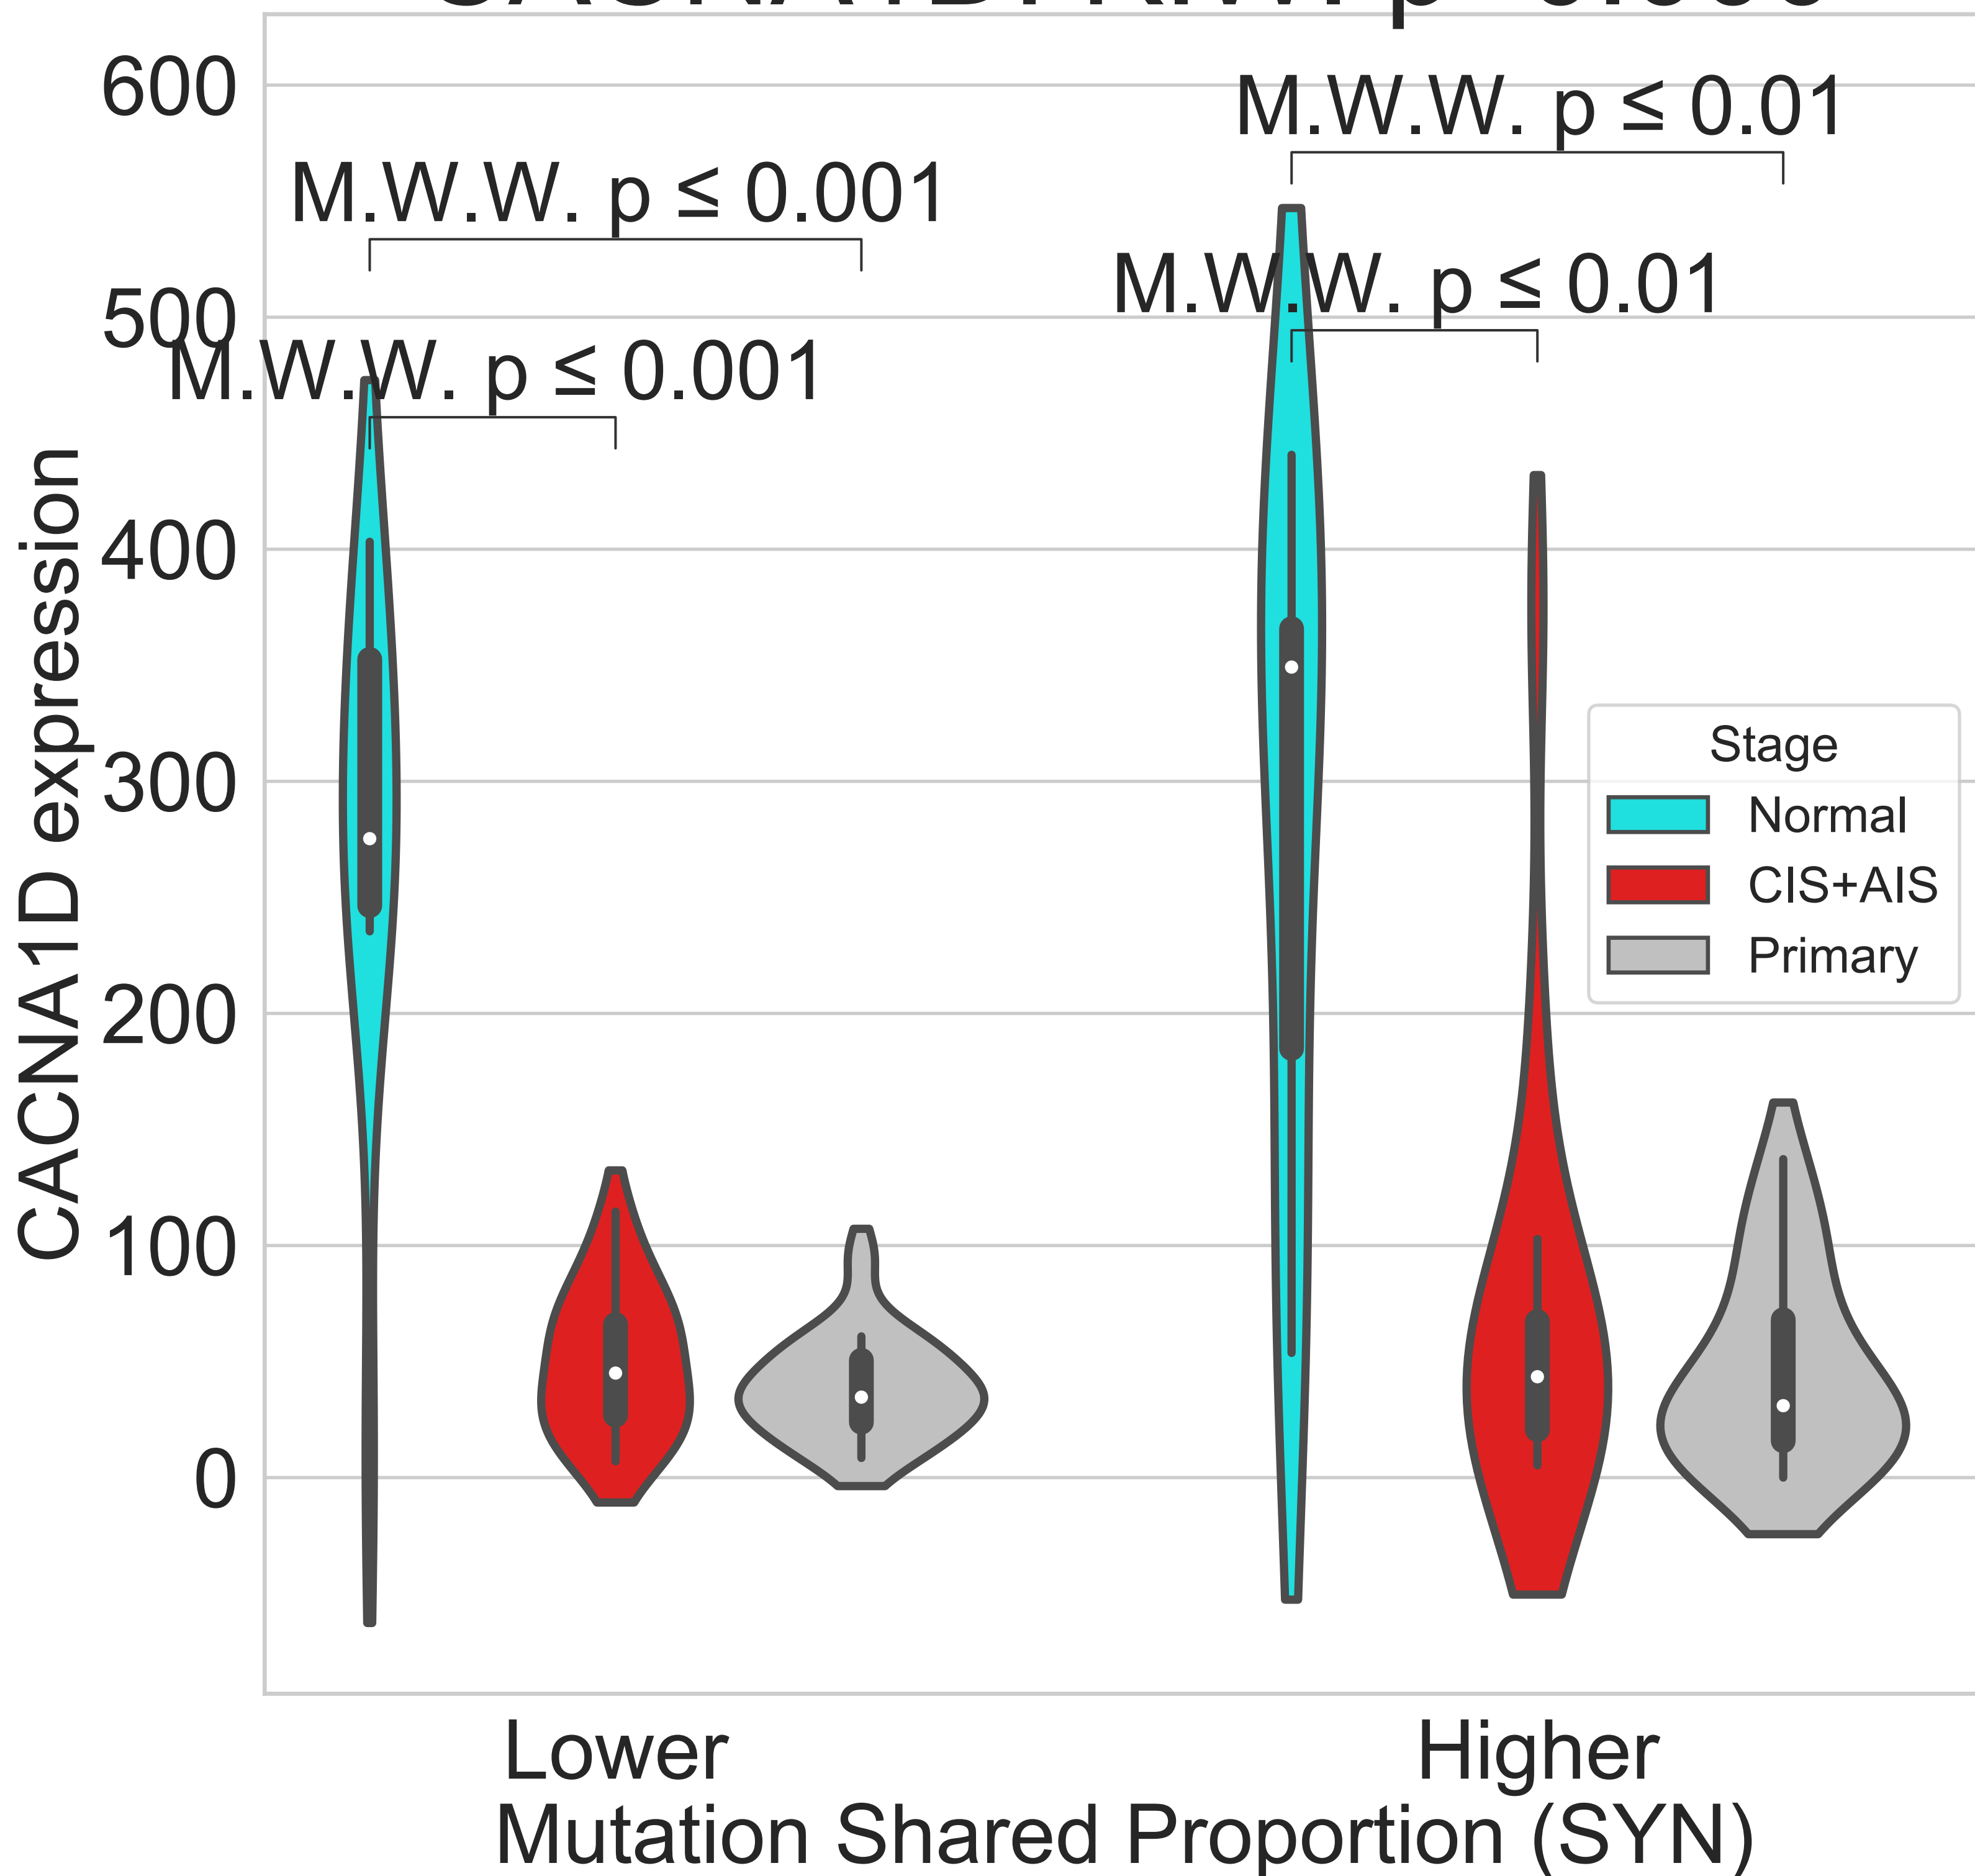 600
M.W.W. p ≤ 0.01
M.W.W. p ≤ 0.001
M.W.W. p ≤ 0.01
500
M.W.W. p ≤ 0.001
400
300
200
100
0
CACNA1D expression
Stage
Normal
CIS+AIS
Primary
Lower
Higher
Mutation Shared Proportion (SYN)